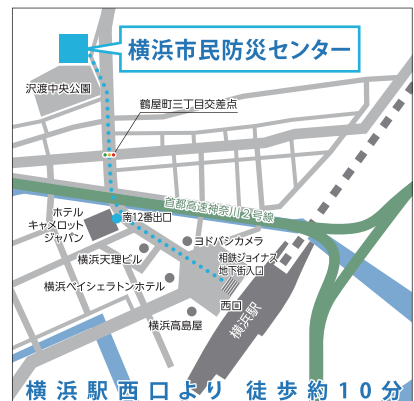 横浜市民防災センター
沢渡中央公園
鶴屋町三丁目交差点
首都高速神奈川2号線
ホテル
キャメロット
ジャパン
南12番出口
ヨドバシカメラ
横浜天理ビル
相鉄ジョイナス
地下街入口
横浜ベイシェラトンホテル
西口
横浜高島屋
横浜駅
横浜駅西口より 徒歩約10分